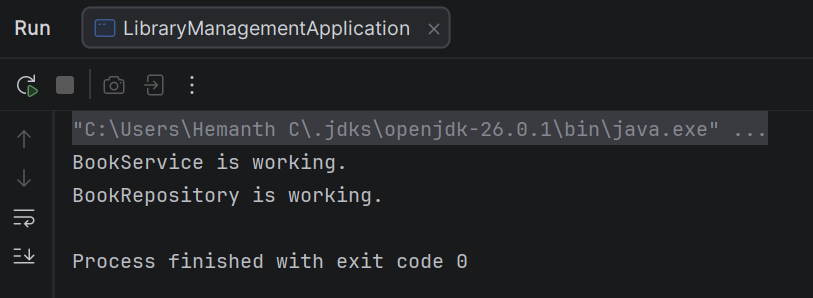 Run LibraryManagementApplication
"C:\Users\Hemanth C\.jdks\openjdk-26.0.1\bin\java.exe" ...
BookService is working.
BookRepository is working.
Process finished with exit code 0